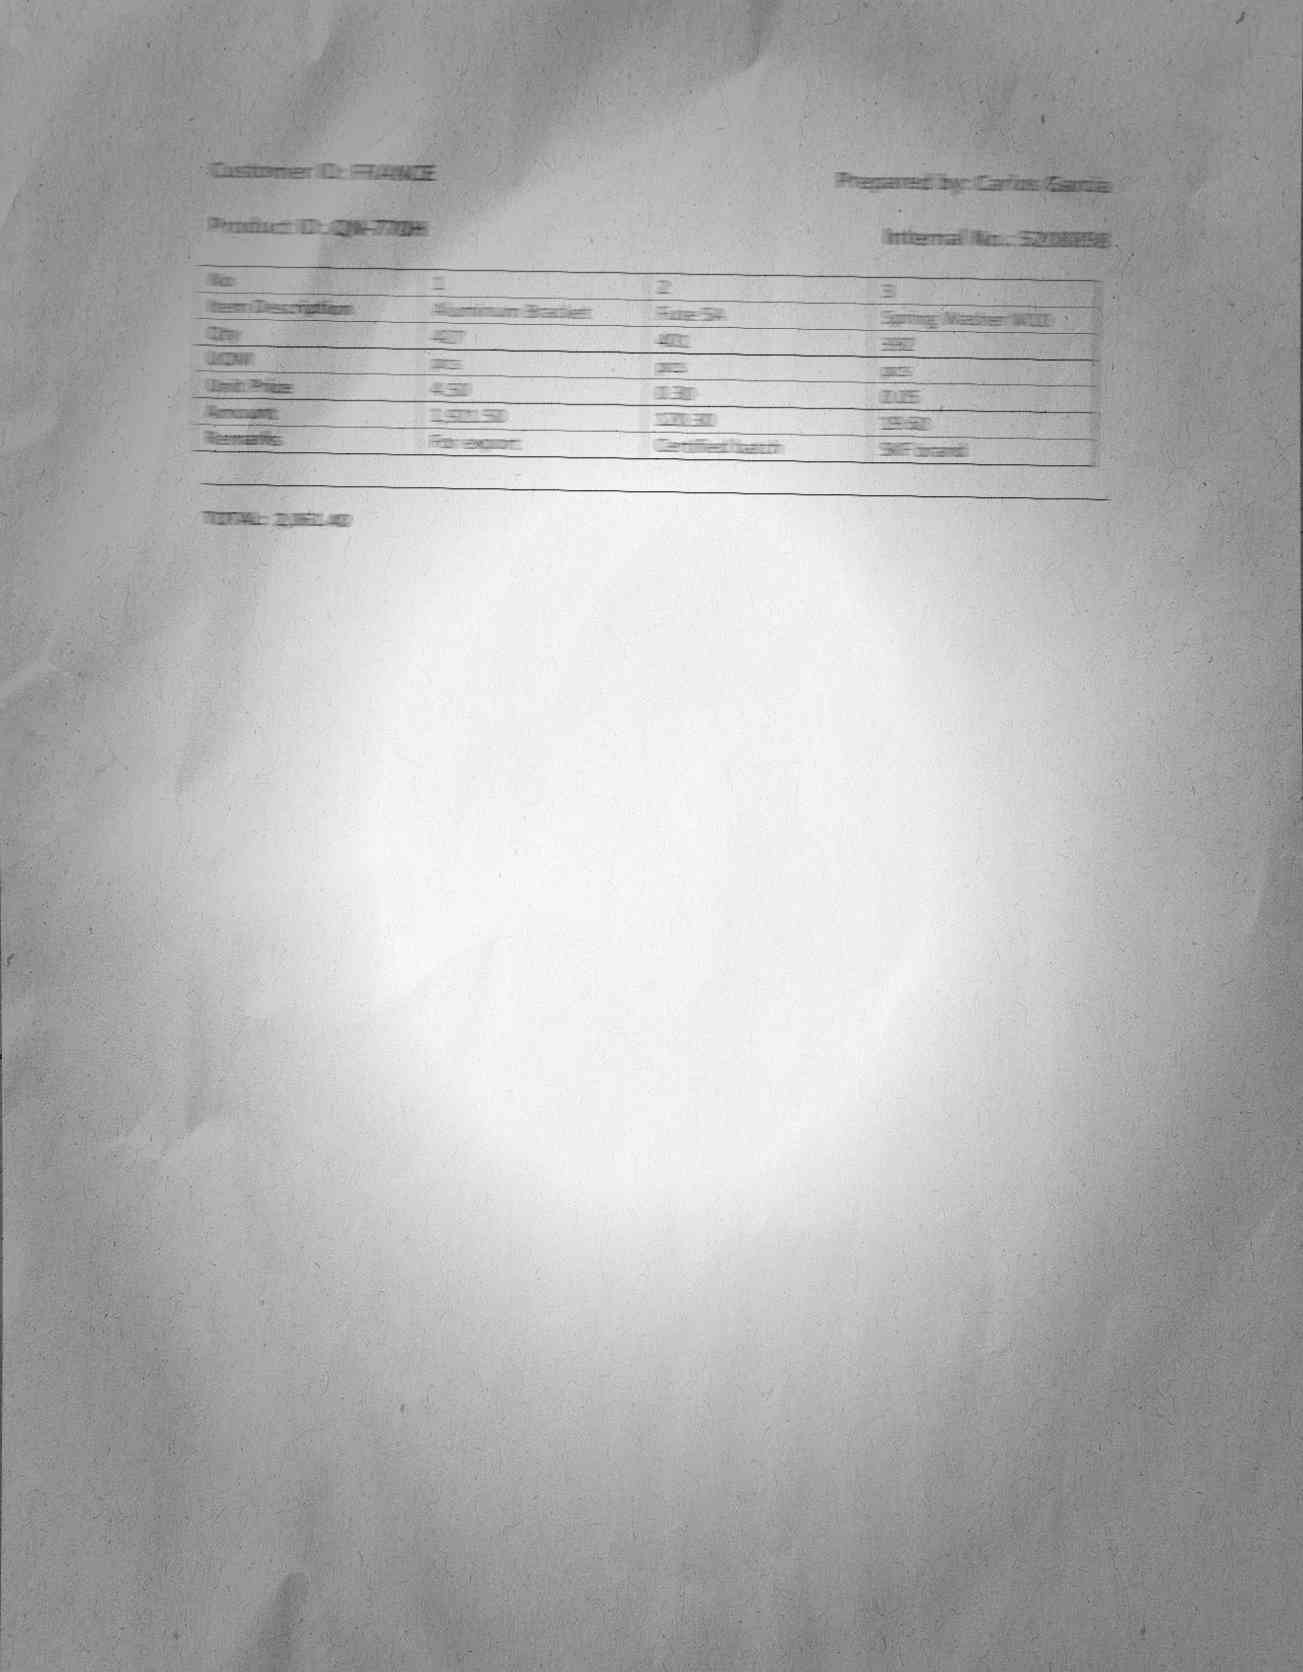 Customer ID: FRANCE
Prepared by: Carlos Garcia
Product ID:
Internal No.:
No 1 2 3
Item Description Aluminum Bracket Fuse 5A Spring Washer M10
Qty 427 401 392
UOM pcs pcs pcs
Unit Price 4.50 0.30 0.05
Amount 1,921.50 120.30 19.60
Remarks For export Certified batch SKF brand
TOTAL: 2,061.40